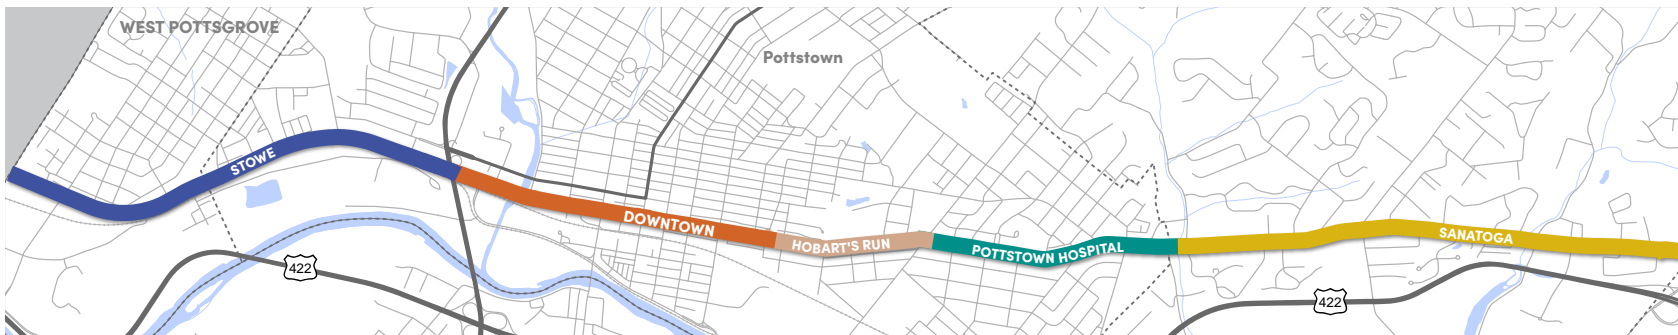 WEST POTTSGROVE
Pottstown
STOWE
DOWNTOWN
HOBART'S RUN
POTTSTOWN HOSPITAL
SANATOGA
422
422